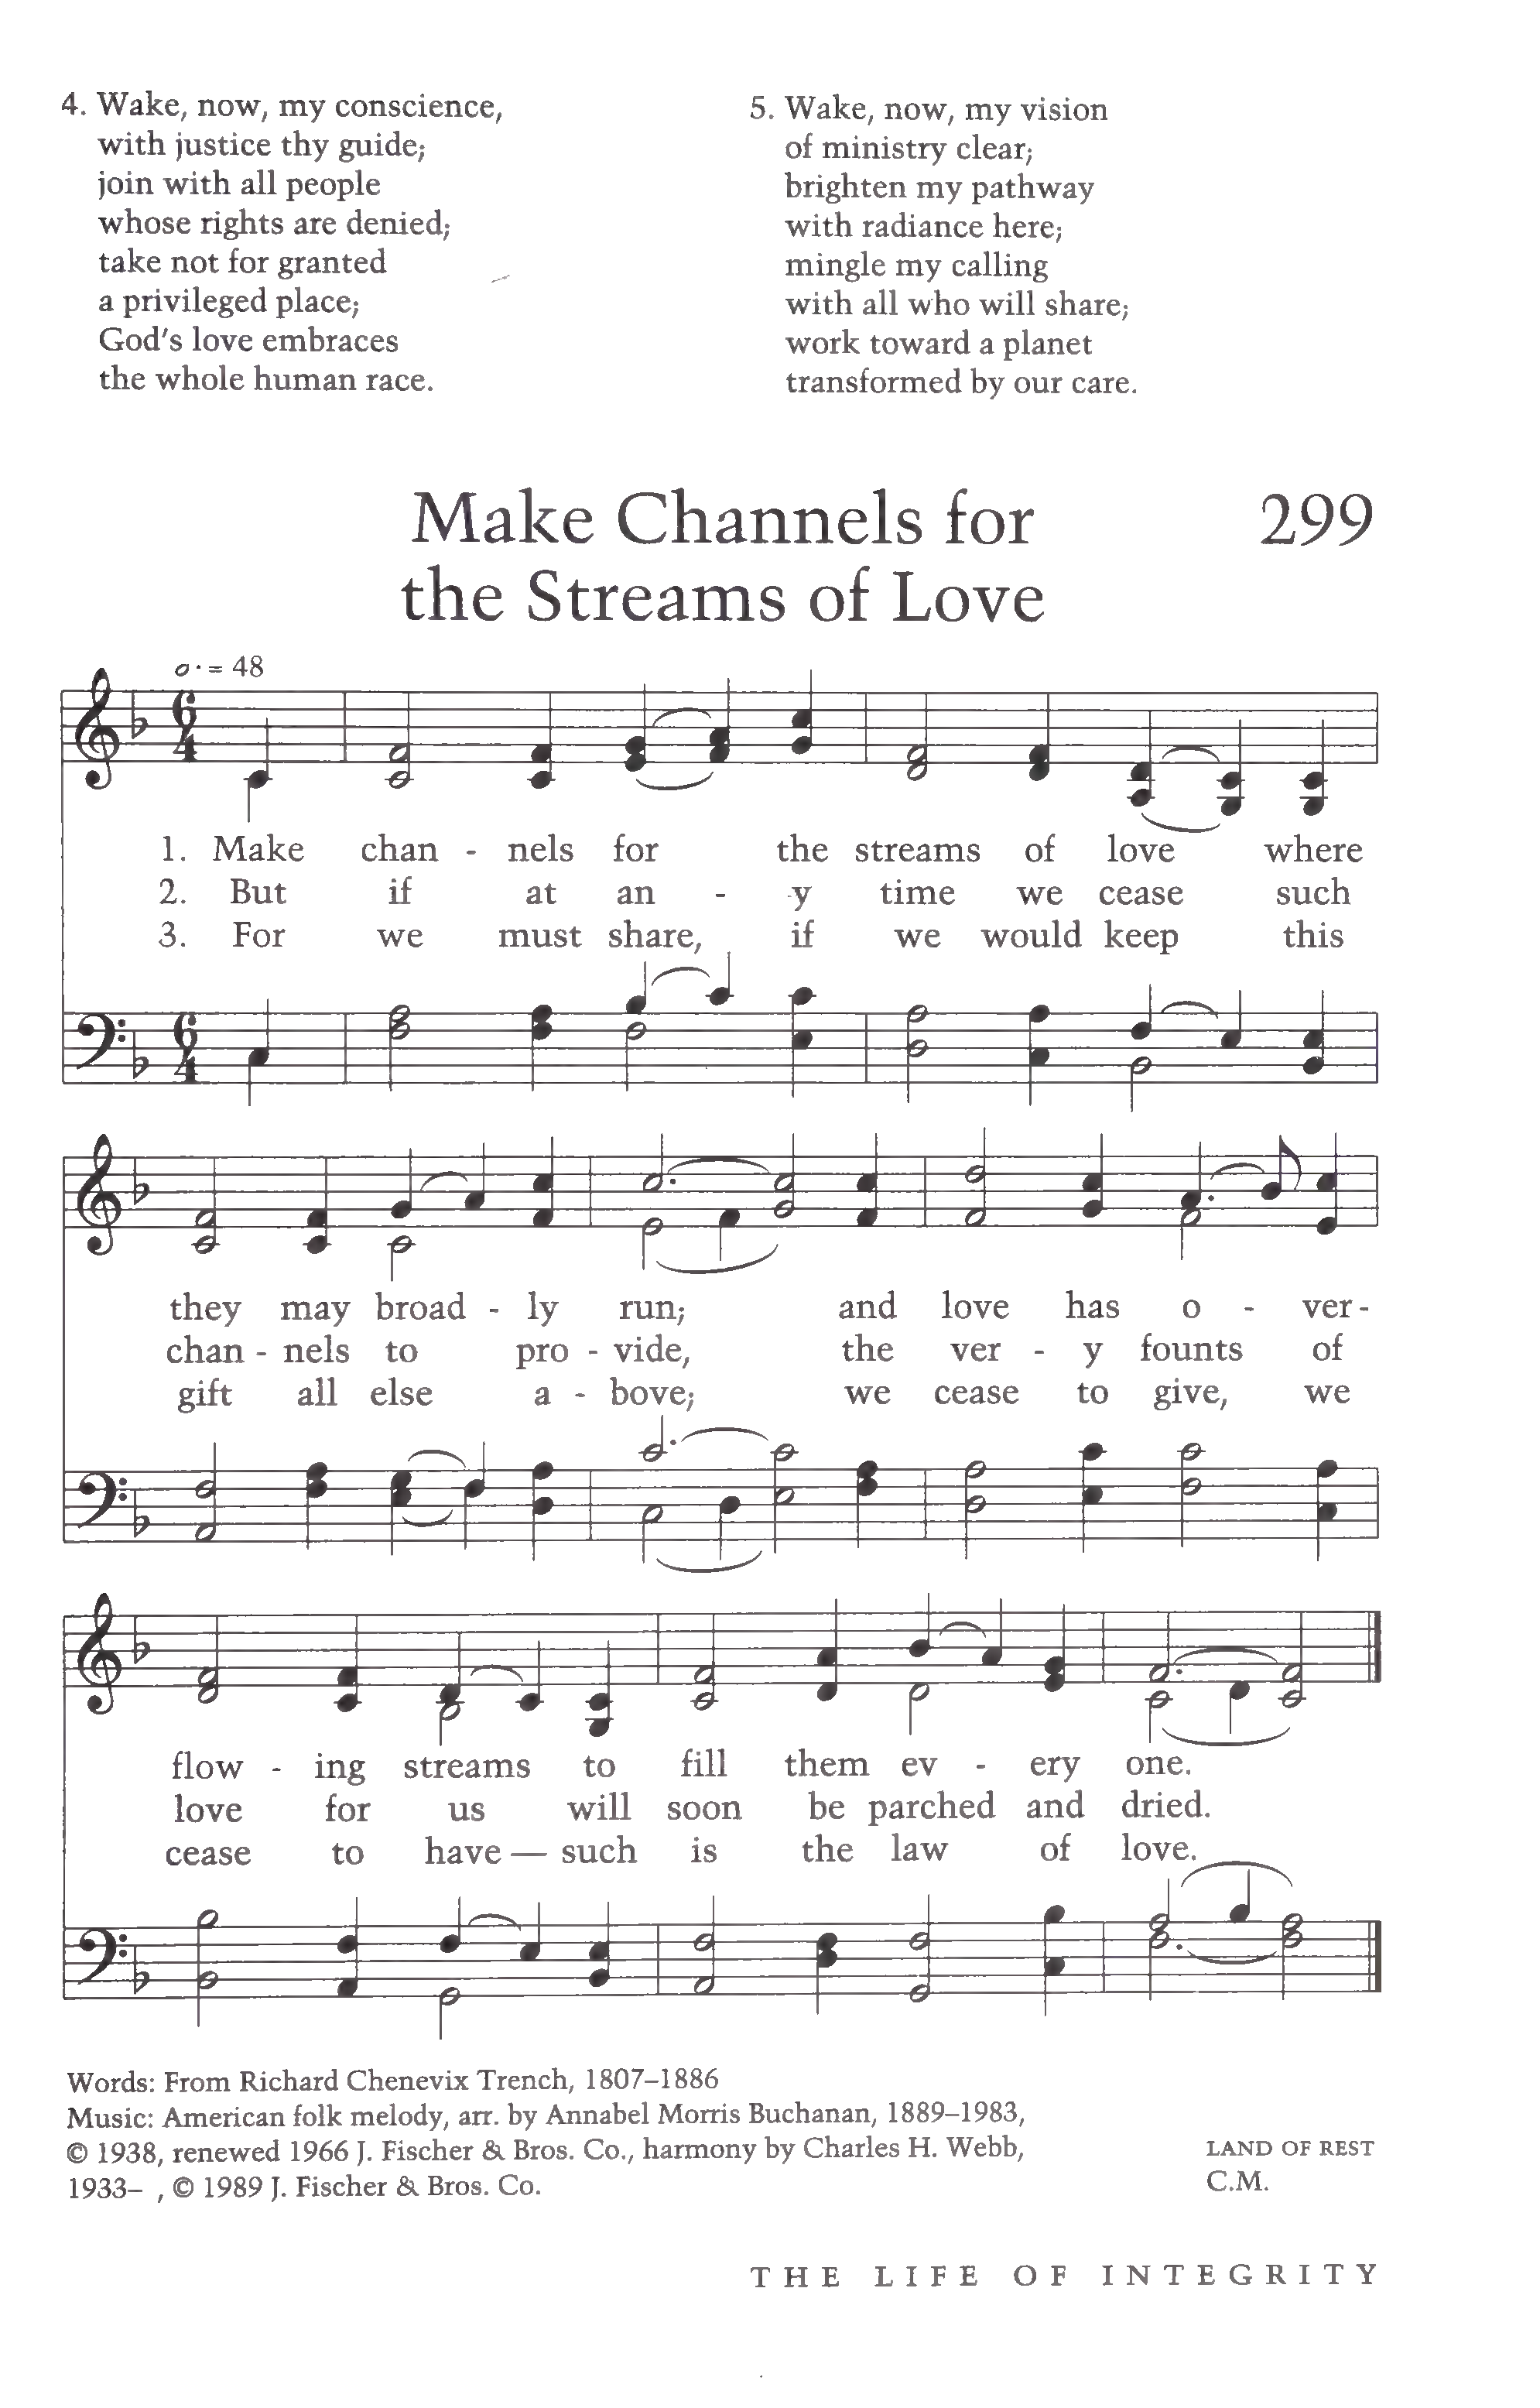 4. Wake, now, my conscience,
with justice thy guide;
join with all people
whose rights are denied;
take not for granted
a privileged place;
God's love embraces
the whole human race.
5. Wake, now, my vision
of ministry clear;
brighten my pathway
with radiance here;
mingle my calling
with all who will share;
work toward a planet
transformed by our care.
Make Channels for
the Streams of Love
299
𝅗𝅥. = 48
6
4
1. Make chan - nels for the streams of love where
2. But if at an - y time we cease such
3. For we must share, if we would keep this
6
4
they may broad - ly run; and love has o - ver-
chan - nels to pro - vide, the ver - y founts of
gift all else a - bove; we cease to give, we
flow - ing streams to fill them ev - ery one.
love for us will soon be parched and dried.
cease to have — such is the law of love.
Words: From Richard Chenevix Trench, 1807–1886
Music: American folk melody, arr. by Annabel Morris Buchanan, 1889–1983,
© 1938, renewed 1966 J. Fischer & Bros. Co., harmony by Charles H. Webb,
1933– , © 1989 J. Fischer & Bros. Co.
LAND OF REST
C.M.
THE LIFE OF INTEGRITY